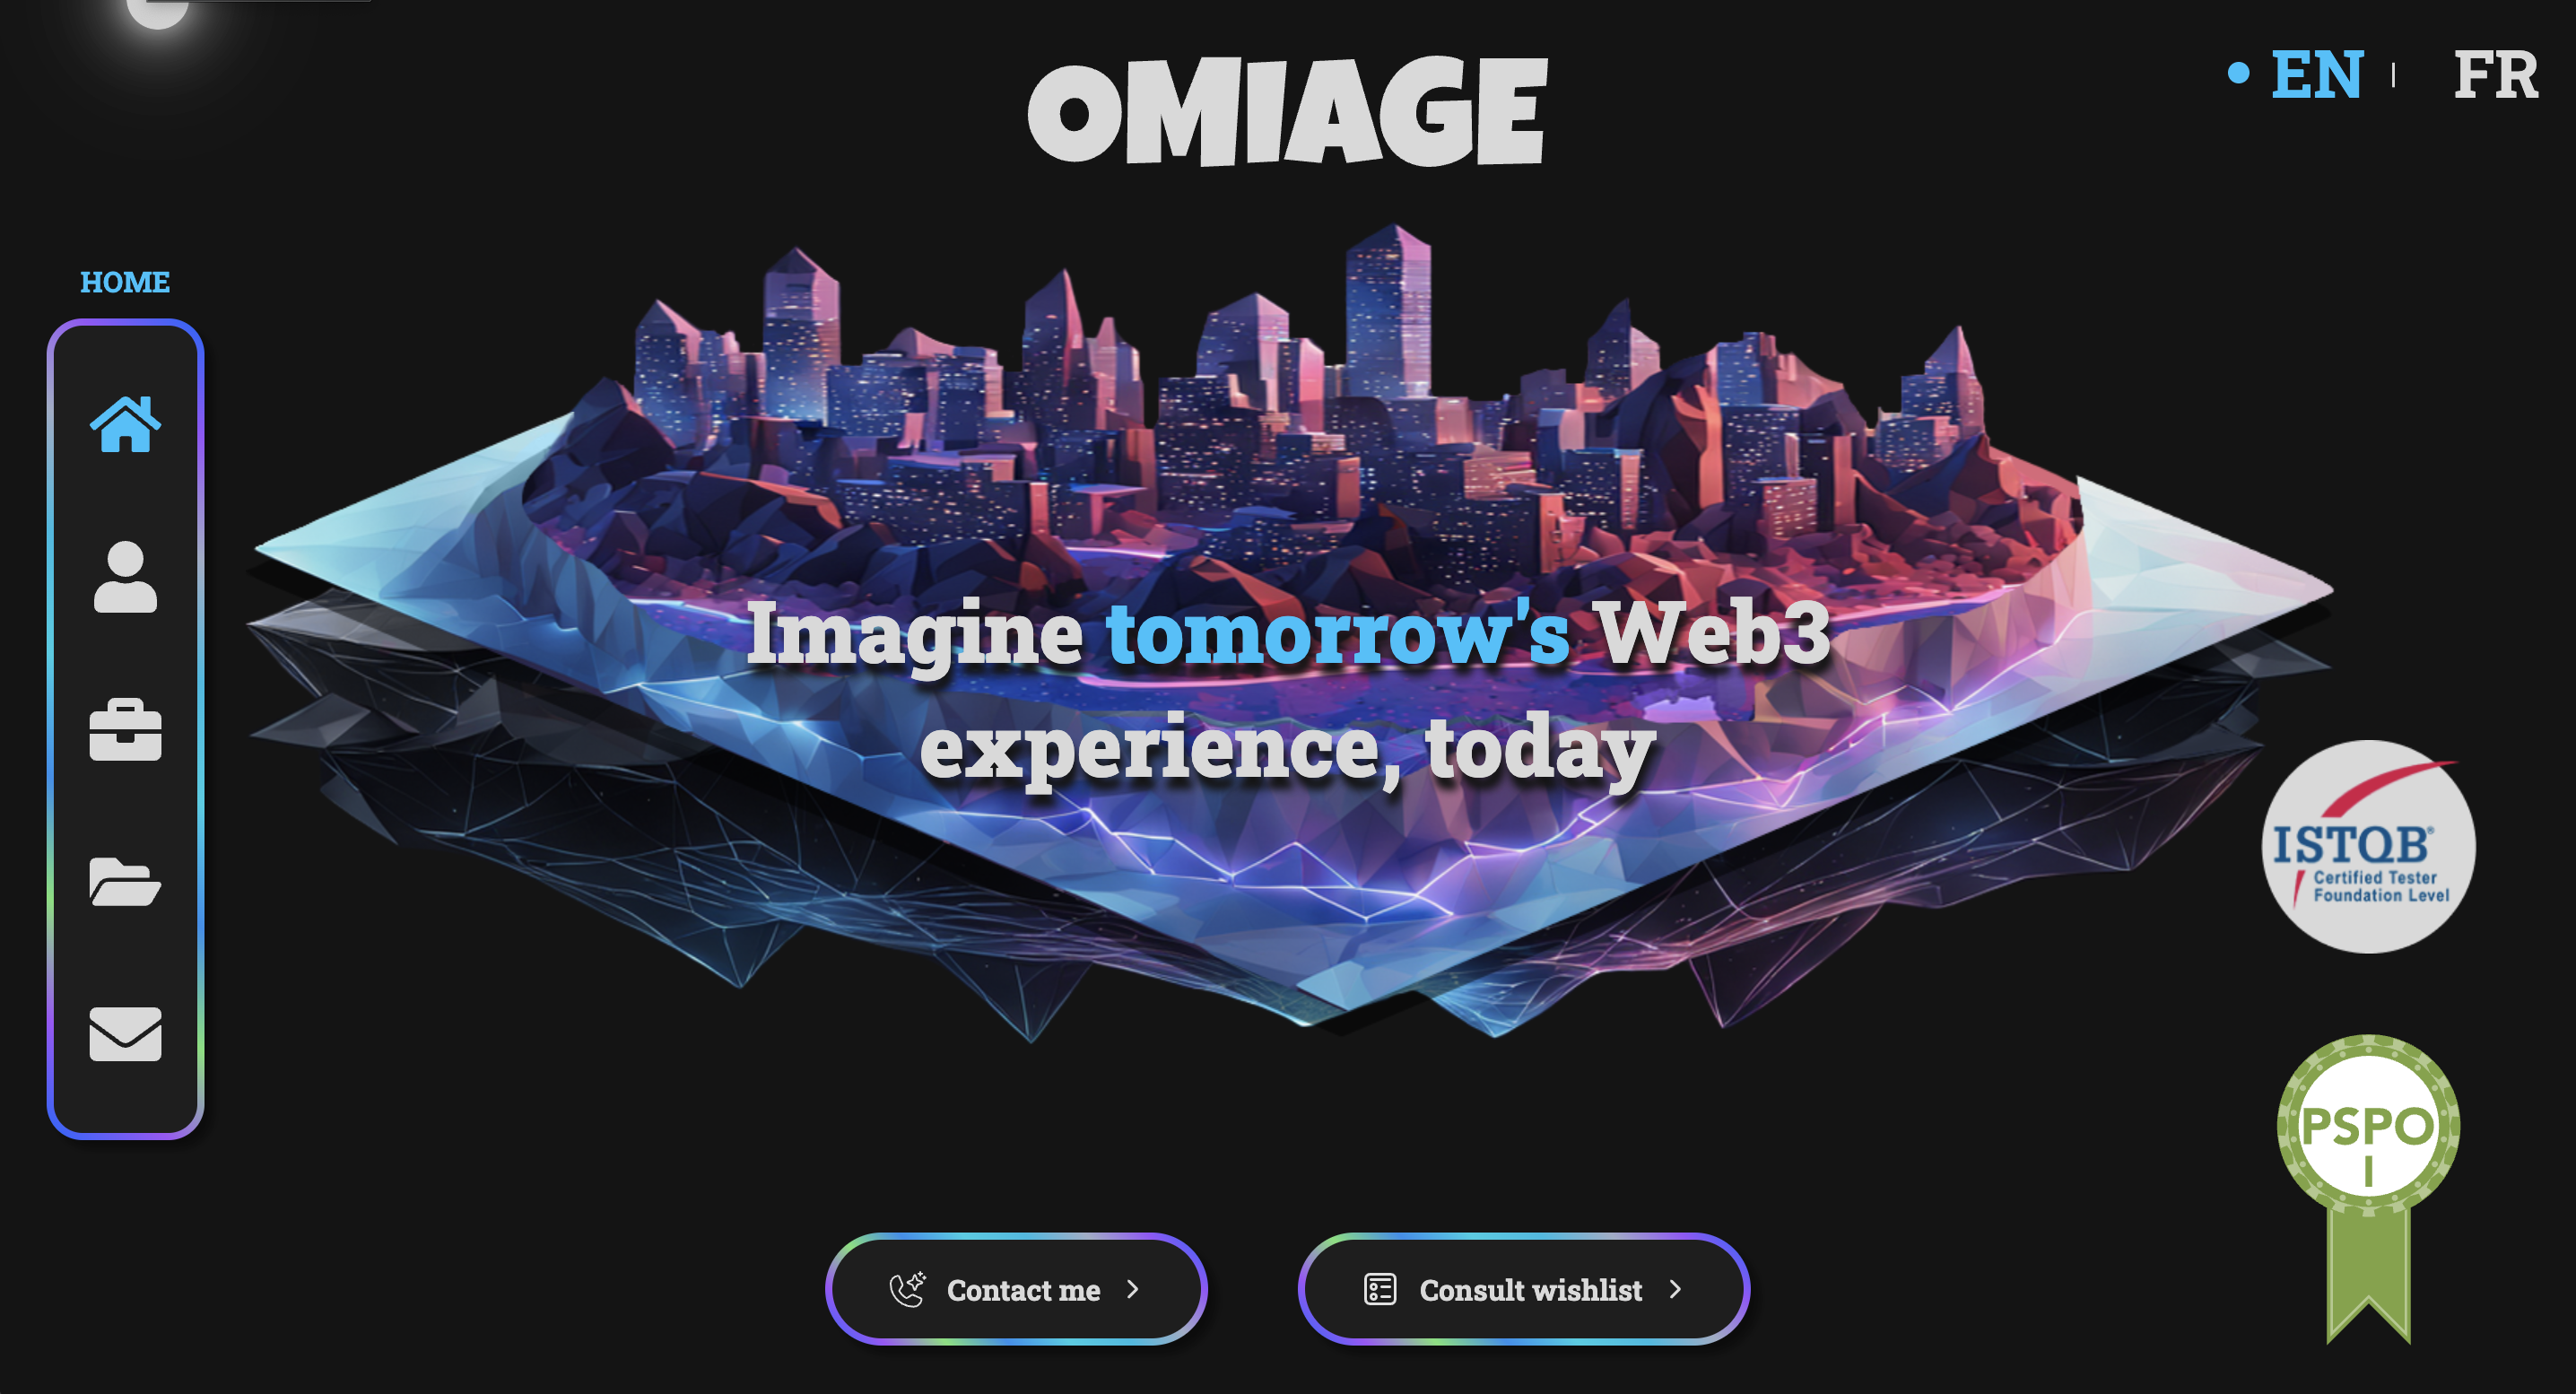 OMIAGE
EN | FR
HOME
Imagine tomorrow's Web3
experience, today
ISTQB®
Certified Tester
Foundation Level
PSPO
I
Contact me
Consult wishlist